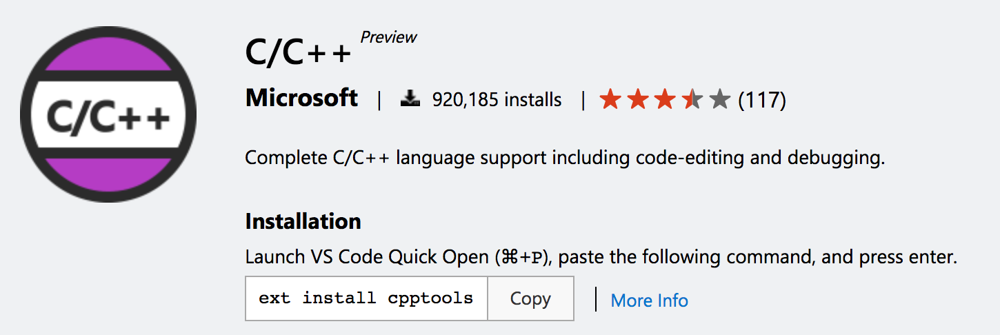 C/C++
C/C++ Preview
Microsoft | 920,185 installs | (117)
Complete C/C++ language support including code-editing and debugging.
Installation
Launch VS Code Quick Open (⌘+P), paste the following command, and press enter.
ext install cpptools Copy | More Info